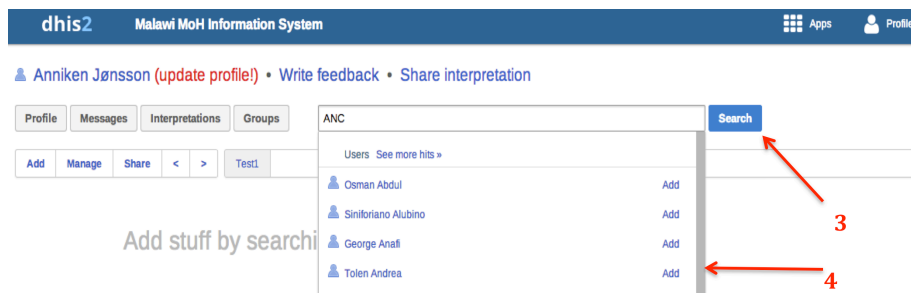 dhis2 Malawi MoH Information System Apps Profile
Anniken Jønsson (update profile!) • Write feedback • Share interpretation
Profile Messages Interpretations Groups ANC Search
Users See more hits »
Add Manage Share < > Test1
Osman Abdul Add
Siniforiano Alubino Add
3
Add stuff by searchi George Anafi Add
Tolen Andrea Add
4